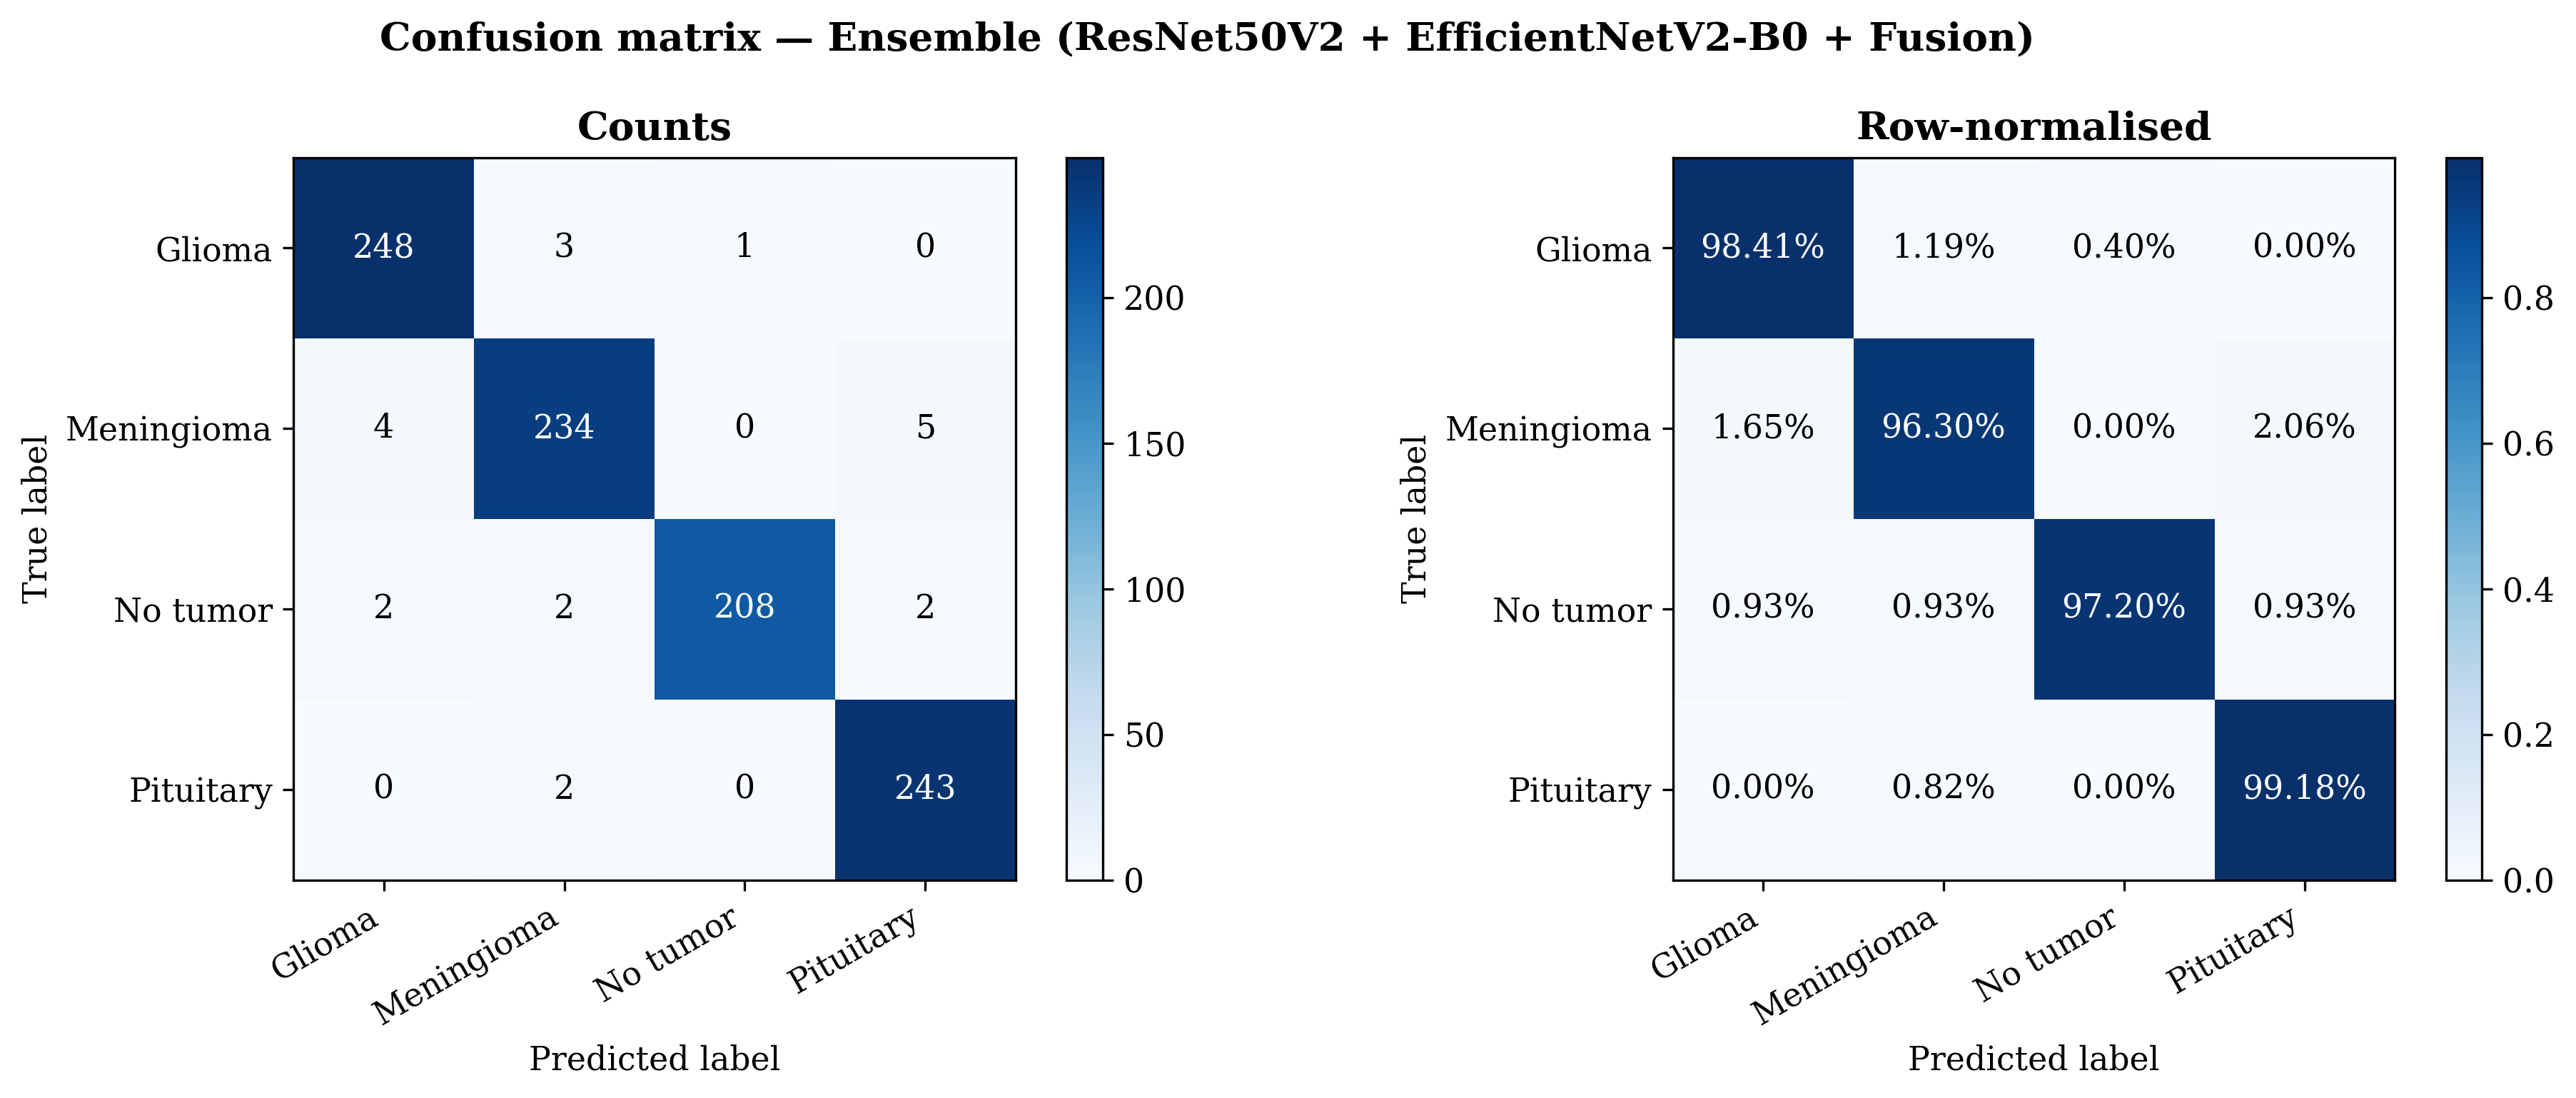 Confusion matrix — Ensemble (ResNet50V2 + EfficientNetV2-B0 + Fusion)
Counts
True label
Glioma 248 3 1 0
Meningioma 4 234 0 5
No tumor 2 2 208 2
Pituitary 0 2 0 243
Glioma Meningioma No tumor Pituitary
Predicted label
200
150
100
50
0
Row-normalised
True label
Glioma 98.41% 1.19% 0.40% 0.00%
Meningioma 1.65% 96.30% 0.00% 2.06%
No tumor 0.93% 0.93% 97.20% 0.93%
Pituitary 0.00% 0.82% 0.00% 99.18%
Glioma Meningioma No tumor Pituitary
Predicted label
0.8
0.6
0.4
0.2
0.0